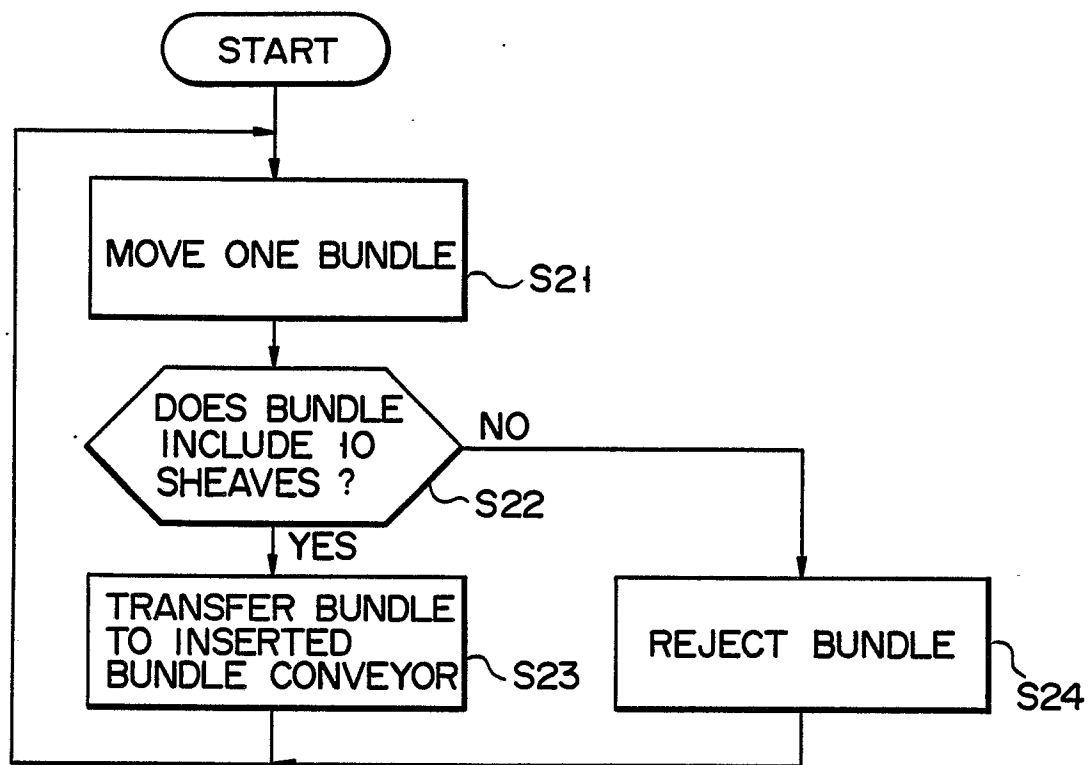 START
MOVE ONE BUNDLE
S21
DOES BUNDLE
INCLUDE 10
SHEAVES ?
NO
S22
YES
TRANSFER BUNDLE
TO INSERTED
BUNDLE CONVEYOR
S23
REJECT BUNDLE
S24